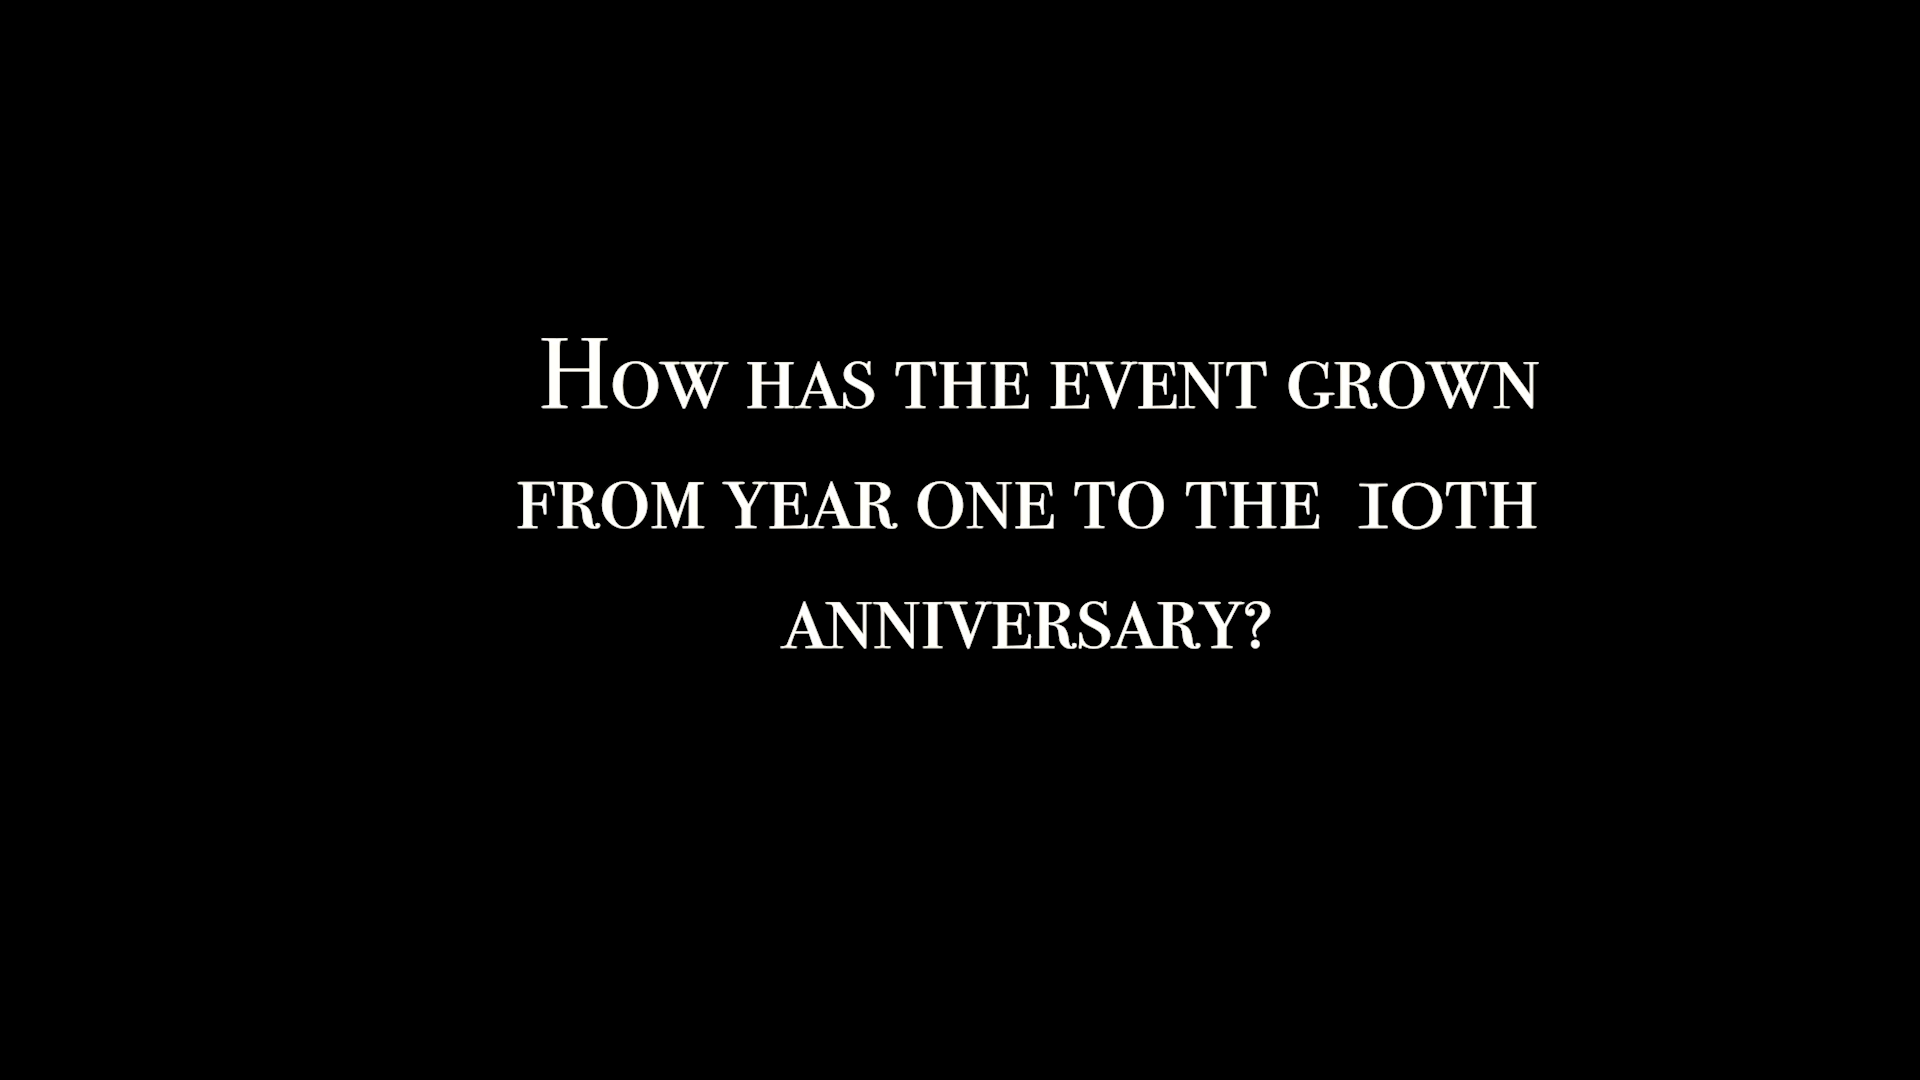 How has the event grown
from year one to the  10th
anniversary?